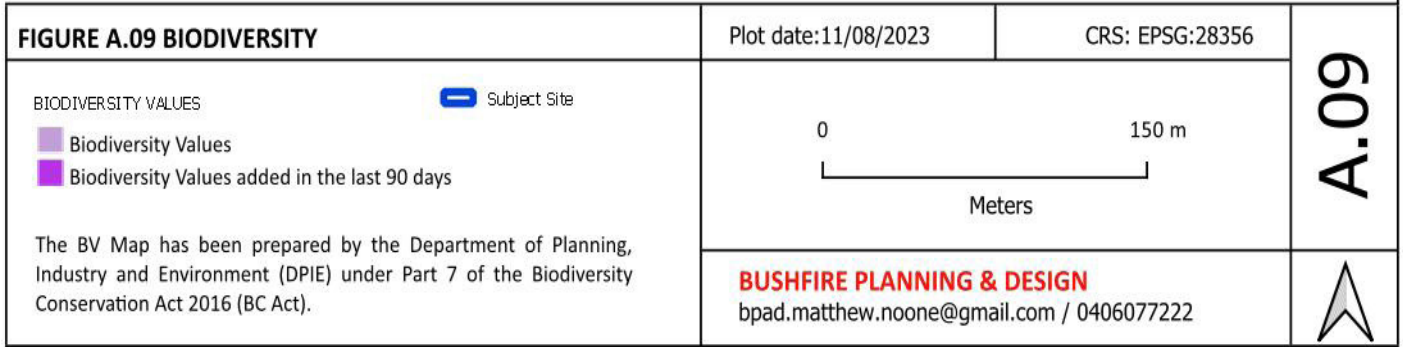 FIGURE A.09 BIODIVERSITY
Plot date:11/08/2023
CRS: EPSG:28356
A.09
BIODIVERSITY VALUES
Subject Site
Biodiversity Values
Biodiversity Values added in the last 90 days
The BV Map has been prepared by the Department of Planning,
Industry and Environment (DPIE) under Part 7 of the Biodiversity
Conservation Act 2016 (BC Act).
0
150 m
Meters
BUSHFIRE PLANNING & DESIGN
bpad.matthew.noone@gmail.com / 0406077222